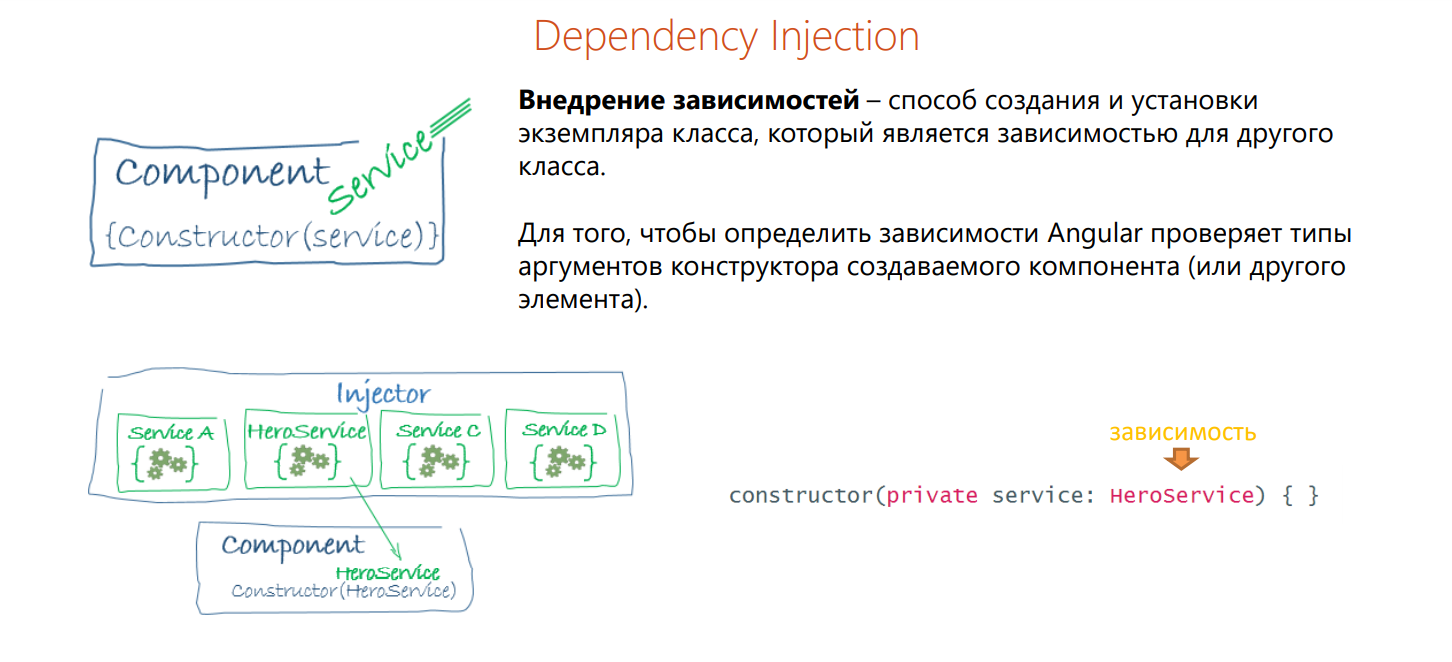 Dependency Injection
Внедрение зависимостей – способ создания и установки
экземпляра класса, который является зависимостью для другого
класса.
Component
Service
{Constructor(service)}
Для того, чтобы определить зависимости Angular проверяет типы
аргументов конструктора создаваемого компонента (или другого
элемента).
Injector
Service A
HeroService
Service C
Service D
Component
HeroService
Constructor(HeroService)
зависимость
constructor(private service: HeroService) { }